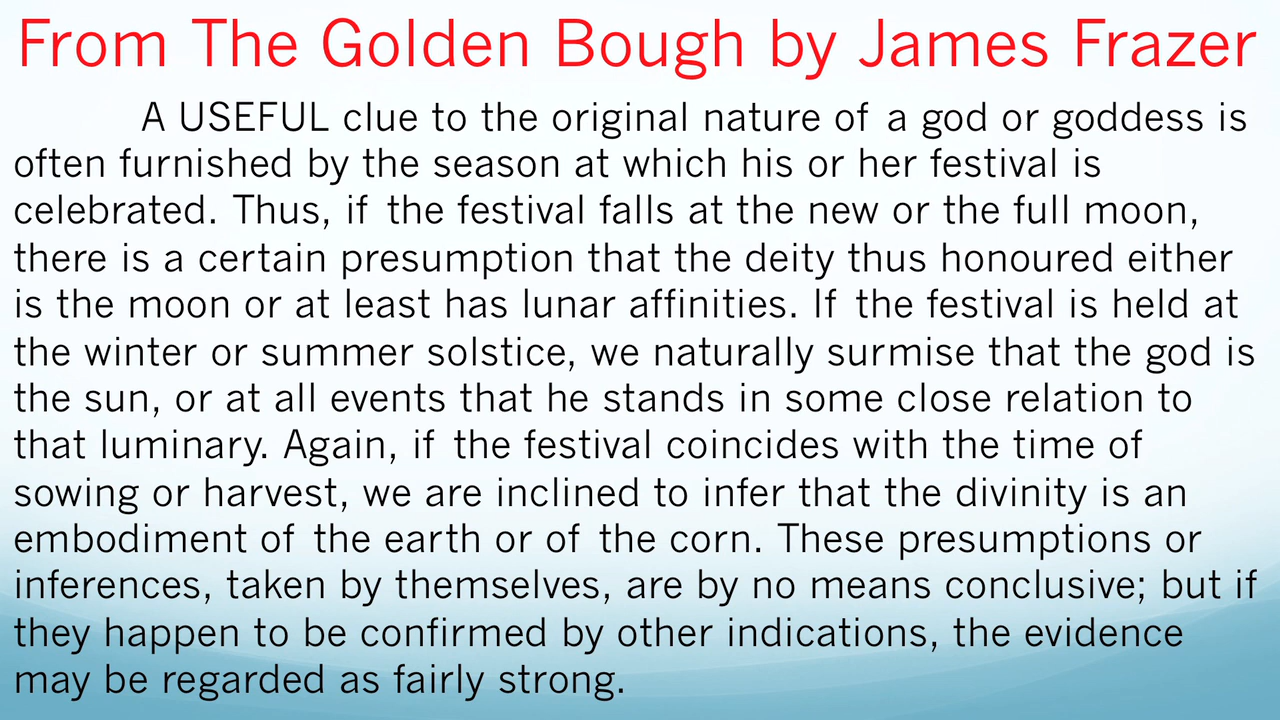 From The Golden Bough by James Frazer
A USEFUL clue to the original nature of a god or goddess is
often furnished by the season at which his or her festival is
celebrated. Thus, if the festival falls at the new or the full moon,
there is a certain presumption that the deity thus honoured either
is the moon or at least has lunar affinities. If the festival is held at
the winter or summer solstice, we naturally surmise that the god is
the sun, or at all events that he stands in some close relation to
that luminary. Again, if the festival coincides with the time of
sowing or harvest, we are inclined to infer that the divinity is an
embodiment of the earth or of the corn. These presumptions or
inferences, taken by themselves, are by no means conclusive; but if
they happen to be confirmed by other indications, the evidence
may be regarded as fairly strong.